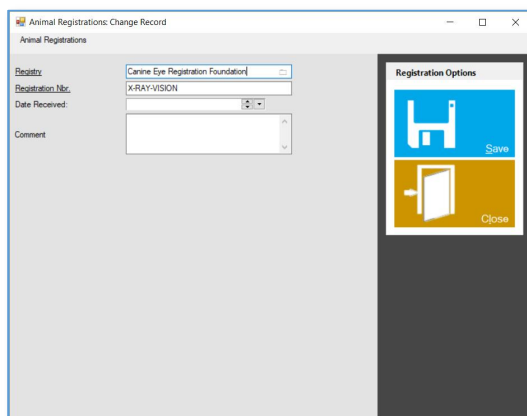 Animal Registrations: Change Record
Animal Registrations
Registry
Canine Eye Registration Foundation
Registration Nbr.
X-RAY-VISION
Date Received:
Comment
Registration Options
Save
Close